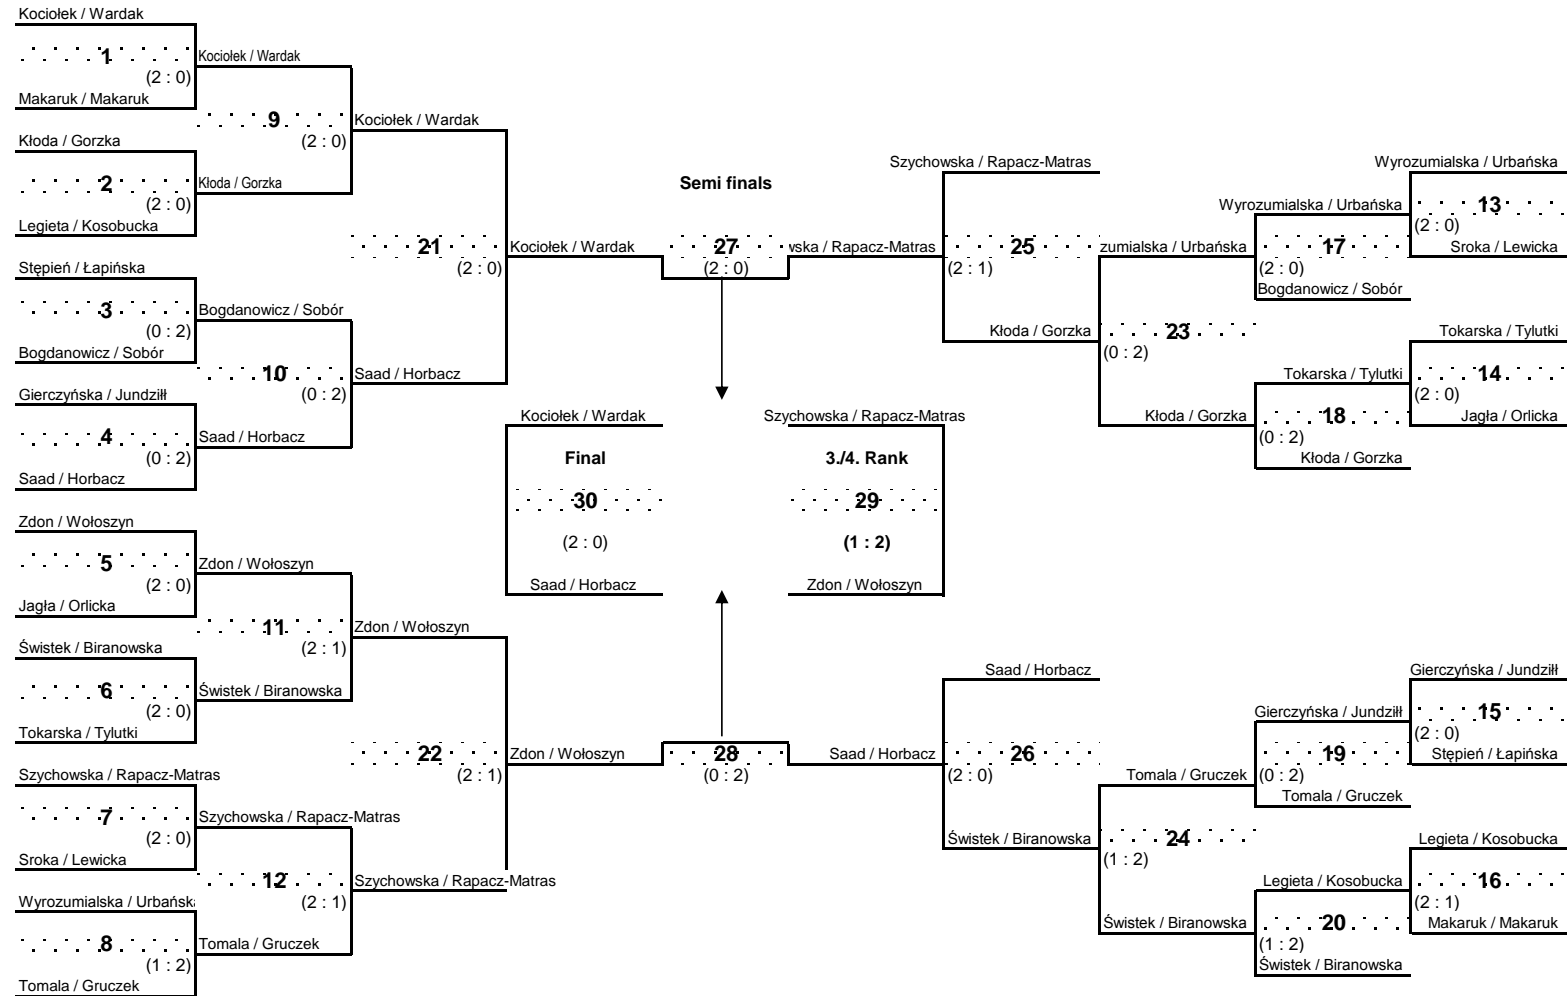 Kociołek / Wardak
1
Kociołek / Wardak
(2 : 0)
Makaruk / Makaruk
9
Kociołek / Wardak
(2 : 0)
Kłoda / Gorzka
2
Kłoda / Gorzka
(2 : 0)
Legieta / Kosobucka
21
Kociołek / Wardak
(2 : 0)
Stępień / Łapińska
3
Bogdanowicz / Sobór
(0 : 2)
Bogdanowicz / Sobór
10
Saad / Horbacz
(0 : 2)
Gierczyńska / Jundziłł
4
Saad / Horbacz
(0 : 2)
Saad / Horbacz
Zdon / Wołoszyn
5
Zdon / Wołoszyn
(2 : 0)
Jagła / Orlicka
11
Zdon / Wołoszyn
(2 : 1)
Świstek / Biranowska
6
Świstek / Biranowska
(2 : 0)
Tokarska / Tylutki
22
Zdon / Wołoszyn
(2 : 1)
Szychowska / Rapacz-Matras
7
Szychowska / Rapacz-Matras
(2 : 0)
Sroka / Lewicka
12
Szychowska / Rapacz-Matras
(2 : 1)
Wyrozumialska / Urbańsk
8
Tomala / Gruczek
(1 : 2)
Tomala / Gruczek
Semi finals
27
(2 : 0)
wska / Rapacz-Matras
Kociołek / Wardak
Final
30
(2 : 0)
Saad / Horbacz
Szychowska / Rapacz-Matras
3./4. Rank
29
(1 : 2)
Zdon / Wołoszyn
28
(0 : 2)
Saad / Horbacz
Szychowska / Rapacz-Matras
25
(2 : 1)
Kłoda / Gorzka
zumialska / Urbańska
23
(0 : 2)
Kłoda / Gorzka
Wyrozumialska / Urbańska
17
(2 : 0)
Bogdanowicz / Sobór
Wyrozumialska / Urbańska
13
(2 : 0)
Sroka / Lewicka
Tokarska / Tylutki
18
(0 : 2)
Kłoda / Gorzka
Tokarska / Tylutki
14
(2 : 0)
Jagła / Orlicka
Saad / Horbacz
26
(2 : 0)
Świstek / Biranowska
Tomala / Gruczek
24
(1 : 2)
Świstek / Biranowska
Gierczyńska / Jundziłł
19
(0 : 2)
Tomala / Gruczek
Gierczyńska / Jundziłł
15
(2 : 0)
Stępień / Łapińska
Legieta / Kosobucka
20
(1 : 2)
Świstek / Biranowska
Legieta / Kosobucka
16
(2 : 1)
Makaruk / Makaruk